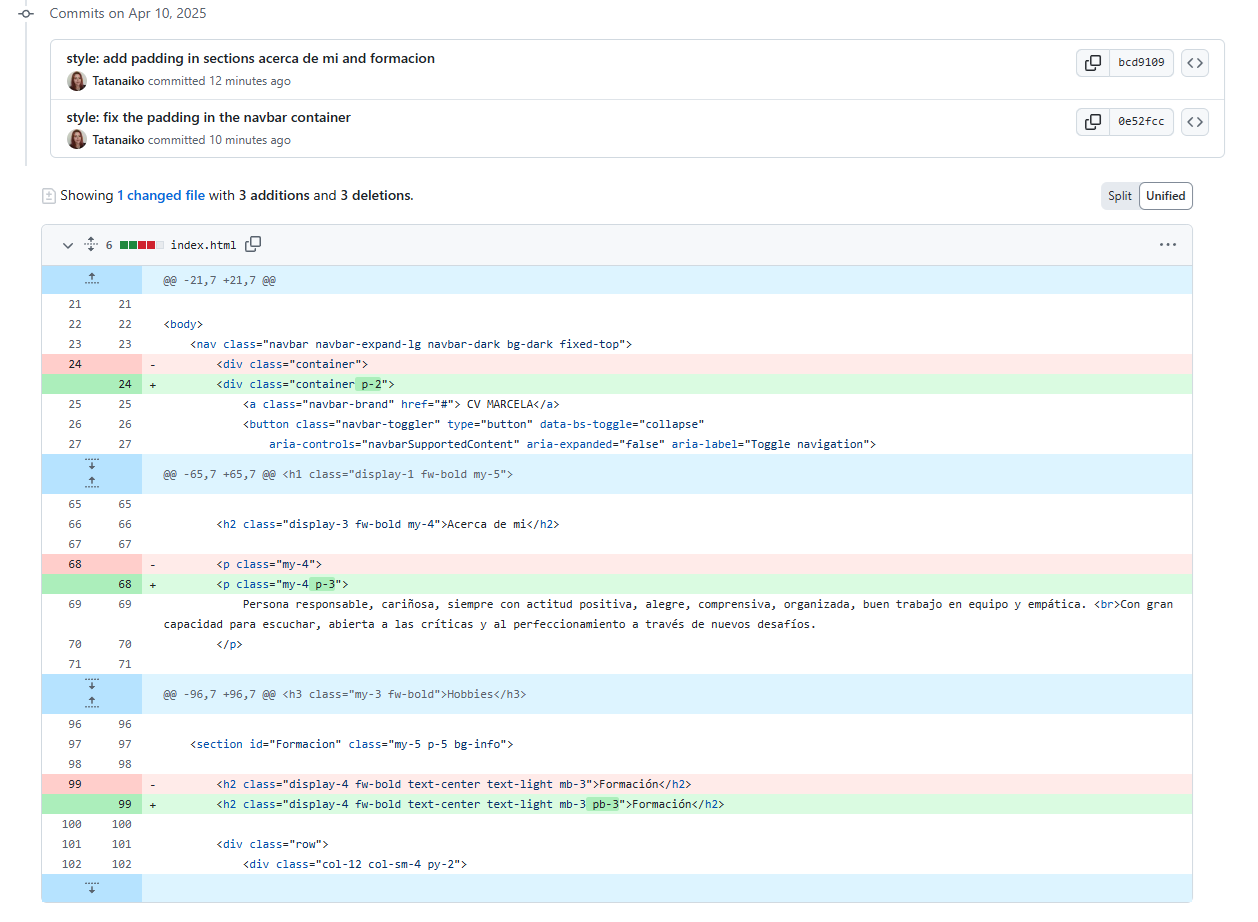 Commits on Apr 10, 2025
style: add padding in sections acerca de mi and formacion
bcd9109
Tatanaiko committed 12 minutes ago
style: fix the padding in the navbar container
0e52fcc
Tatanaiko committed 10 minutes ago
Showing 1 changed file with 3 additions and 3 deletions.
Split Unified
6 index.html
@@ -21,7 +21,7 @@
21 21
22 22 <body>
23 23 <nav class="navbar navbar-expand-lg navbar-dark bg-dark fixed-top">
24 - <div class="container">
24 + <div class="container p-2">
25 25 <a class="navbar-brand" href="#"> CV MARCELA</a>
26 26 <button class="navbar-toggler" type="button" data-bs-toggle="collapse"
27 27 aria-controls="navbarSupportedContent" aria-expanded="false" aria-label="Toggle navigation">
@@ -65,7 +65,7 @@ <h1 class="display-1 fw-bold my-5">
65 65
66 66 <h2 class="display-3 fw-bold my-4">Acerca de mi</h2>
67 67
68 - <p class="my-4">
68 + <p class="my-4 p-3">
69 69 Persona responsable, cariñosa, siempre con actitud positiva, alegre, comprensiva, organizada, buen trabajo en equipo y empática. <br>Con gran
capacidad para escuchar, abierta a las críticas y al perfeccionamiento a través de nuevos desafíos.
70 70 </p>
71 71
@@ -96,7 +96,7 @@ <h3 class="my-3 fw-bold">Hobbies</h3>
96 96
97 97 <section id="Formacion" class="my-5 p-5 bg-info">
98 98
99 - <h2 class="display-4 fw-bold text-center text-light mb-3">Formación</h2>
99 + <h2 class="display-4 fw-bold text-center text-light mb-3 pb-3">Formación</h2>
100 100
101 101 <div class="row">
102 102 <div class="col-12 col-sm-4 py-2">